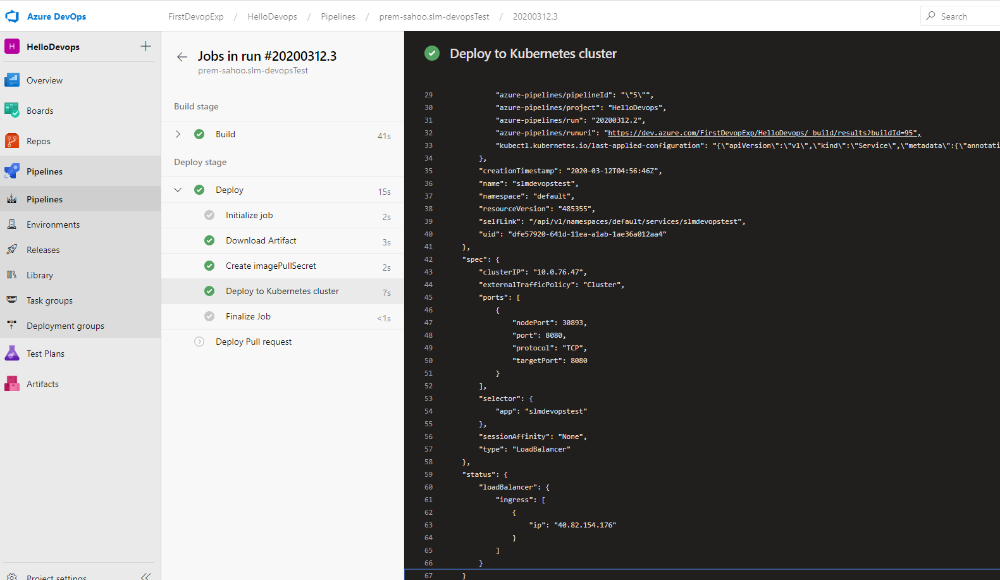 Azure DevOps
FirstDevopExp / HelloDevops / Pipelines / prem-sahoo.slm-devopsTest / 20200312.3
Search
H HelloDevops
Overview
Boards
Repos
Pipelines
Pipelines
Environments
Releases
Library
Task groups
Deployment groups
Test Plans
Artifacts
Project settings
Jobs in run #20200312.3
prem-sahoo.slm-devopsTest
Build stage
Build 41s
Deploy stage
Deploy 15s
Initialize job 2s
Download Artifact 3s
Create imagePullSecret 2s
Deploy to Kubernetes cluster 7s
Finalize Job <1s
Deploy Pull request
Deploy to Kubernetes cluster
29 "azure-pipelines/pipelineId": "\"5\"",
30 "azure-pipelines/project": "HelloDevops",
31 "azure-pipelines/run": "20200312.2",
32 "azure-pipelines/runuri": "https://dev.azure.com/FirstDevopExp/HelloDevops/_build/results?buildId=95",
33 "kubectl.kubernetes.io/last-applied-configuration": "{\"apiVersion\":\"v1\",\"kind\":\"Service\",\"metadata\":{\"annotati
34 },
35 "creationTimestamp": "2020-03-12T04:56:46Z",
36 "name": "slmdevopstest",
37 "namespace": "default",
38 "resourceVersion": "485355",
39 "selfLink": "/api/v1/namespaces/default/services/slmdevopstest",
40 "uid": "dfe57920-641d-11ea-a1ab-1ae36a012aa4"
41 },
42 "spec": {
43 "clusterIP": "10.0.76.47",
44 "externalTrafficPolicy": "Cluster",
45 "ports": [
46 {
47 "nodePort": 30893,
48 "port": 8080,
49 "protocol": "TCP",
50 "targetPort": 8080
51 }
52 ],
53 "selector": {
54 "app": "slmdevopstest"
55 },
56 "sessionAffinity": "None",
57 "type": "LoadBalancer"
58 },
59 "status": {
60 "loadBalancer": {
61 "ingress": [
62 {
63 "ip": "40.82.154.176"
64 }
65 ]
66 }
67 }